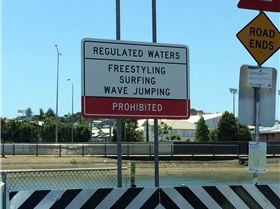 REGULATED WATERS
FREESTYLING
SURFING
WAVE JUMPING
PROHIBITED
ROAD
ENDS